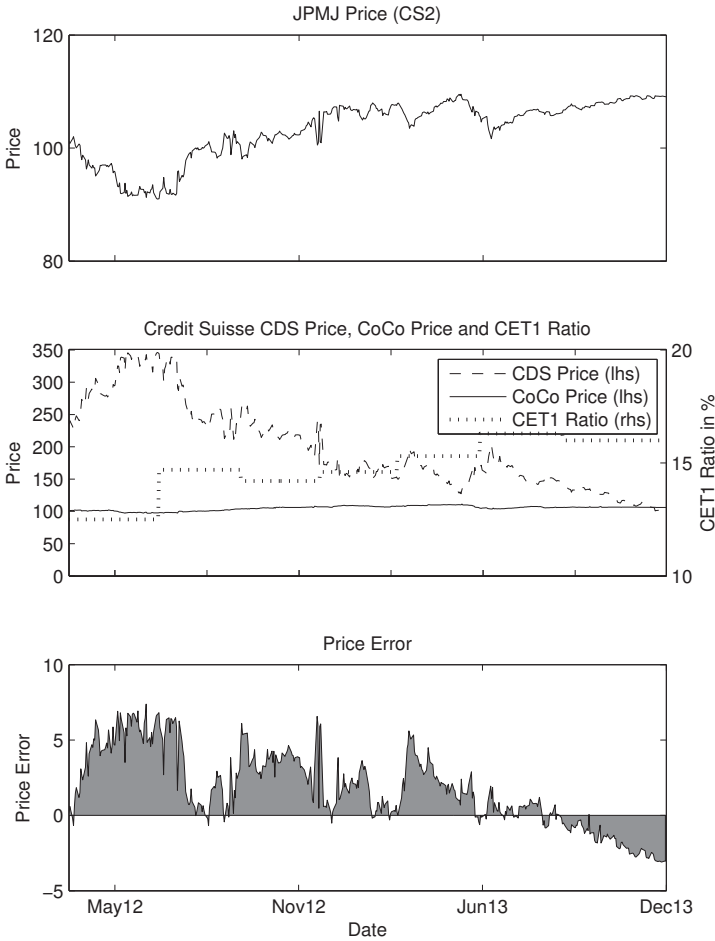 JPMJ Price (CS2)
120
100
80
Price
Credit Suisse CDS Price, CoCo Price and CET1 Ratio
350
300
250
200
150
100
50
0
Price
20
15
10
CET1 Ratio in %
CDS Price (lhs)
CoCo Price (lhs)
CET1 Ratio (rhs)
Price Error
10
5
0
−5
Price Error
May12 Nov12 Jun13 Dec13
Date